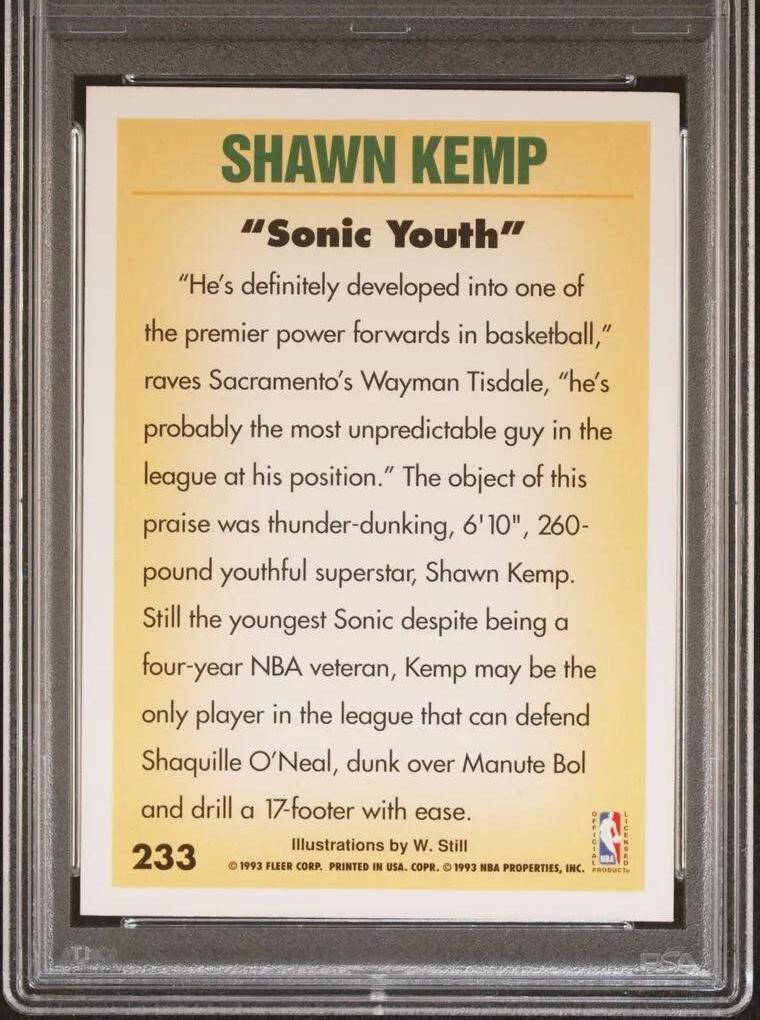 SHAWN KEMP
“Sonic Youth”
“He's definitely developed into one of
the premier power forwards in basketball,”
raves Sacramento's Wayman Tisdale, “he's
probably the most unpredictable guy in the
league at his position.” The object of this
praise was thunder-dunking, 6'10", 260-
pound youthful superstar, Shawn Kemp.
Still the youngest Sonic despite being a
four-year NBA veteran, Kemp may be the
only player in the league that can defend
Shaquille O'Neal, dunk over Manute Bol
and drill a 17-footer with ease.
233
Illustrations by W. Still
© 1993 FLEER CORP. PRINTED IN USA. COPR. © 1993 NBA PROPERTIES, INC.
OFFICIAL
NBA
LICENSED
PRODUCT
PSA